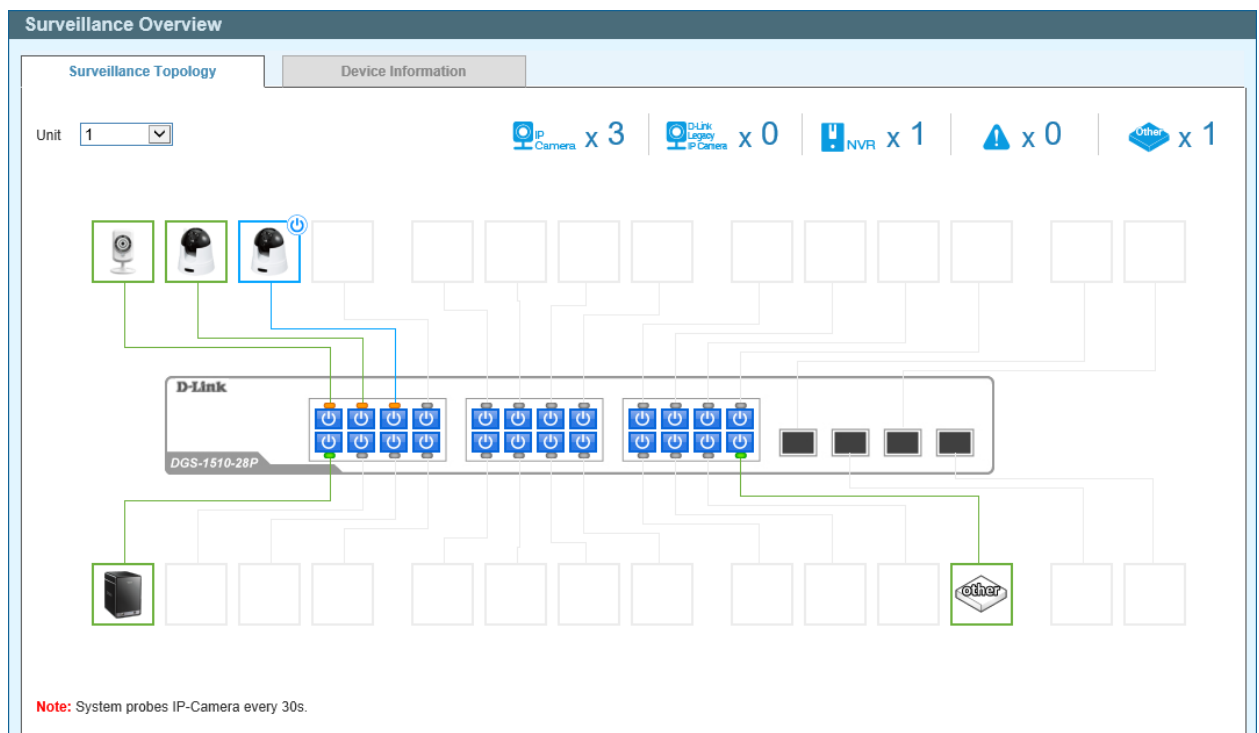 Surveillance Overview
Surveillance Topology
Device Information
Unit 1
IP Camera x 3
D-Link Legacy IP Camera x 0
NVR x 1
x 0
Other x 1
D-Link
DGS-1510-28P
other
Note: System probes IP-Camera every 30s.